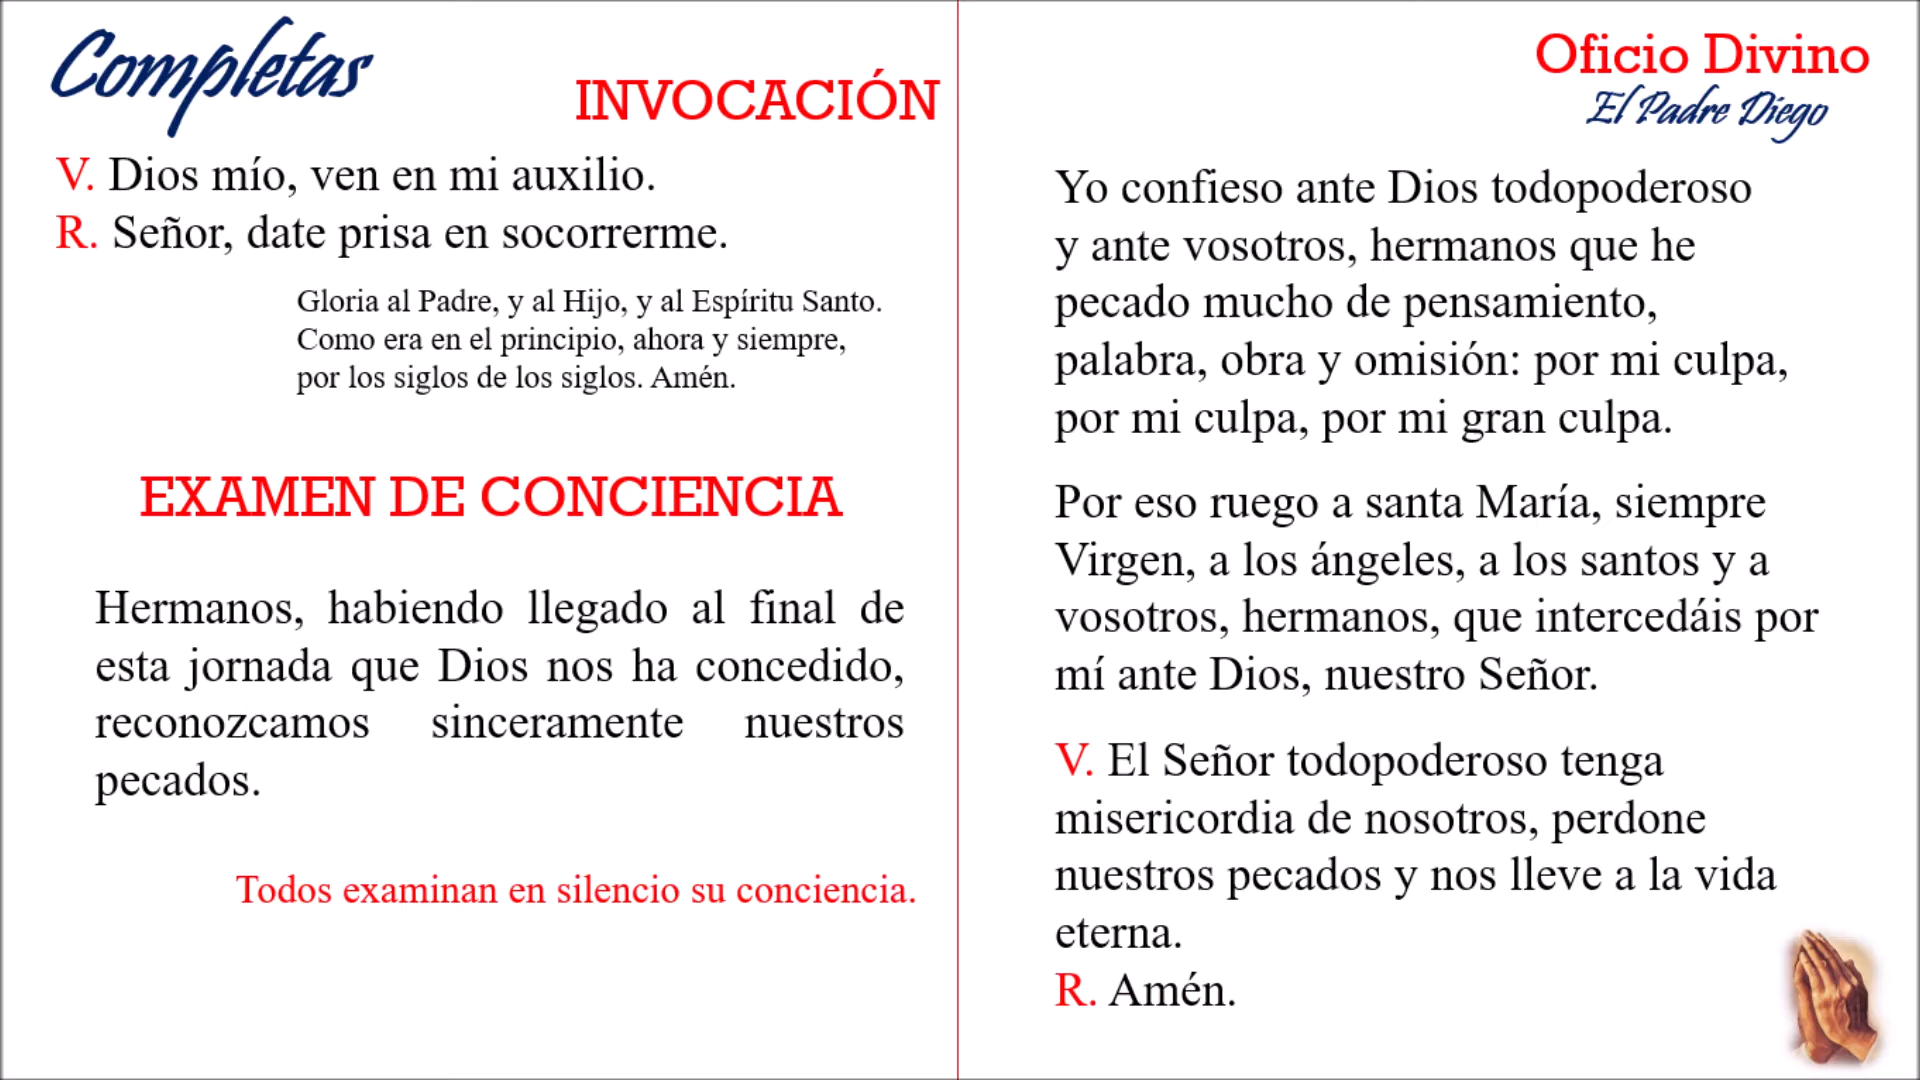 Completas
INVOCACIÓN
V. Dios mío, ven en mi auxilio.
R. Señor, date prisa en socorrerme.
Gloria al Padre, y al Hijo, y al Espíritu Santo.
Como era en el principio, ahora y siempre,
por los siglos de los siglos. Amén.
EXAMEN DE CONCIENCIA
Hermanos, habiendo llegado al final de
esta jornada que Dios nos ha concedido,
reconozcamos sinceramente nuestros
pecados.
Todos examinan en silencio su conciencia.
Oficio Divino
El Padre Diego
Yo confieso ante Dios todopoderoso
y ante vosotros, hermanos que he
pecado mucho de pensamiento,
palabra, obra y omisión: por mi culpa,
por mi culpa, por mi gran culpa.
Por eso ruego a santa María, siempre
Virgen, a los ángeles, a los santos y a
vosotros, hermanos, que intercedáis por
mí ante Dios, nuestro Señor.
V. El Señor todopoderoso tenga
misericordia de nosotros, perdone
nuestros pecados y nos lleve a la vida
eterna.
R. Amén.